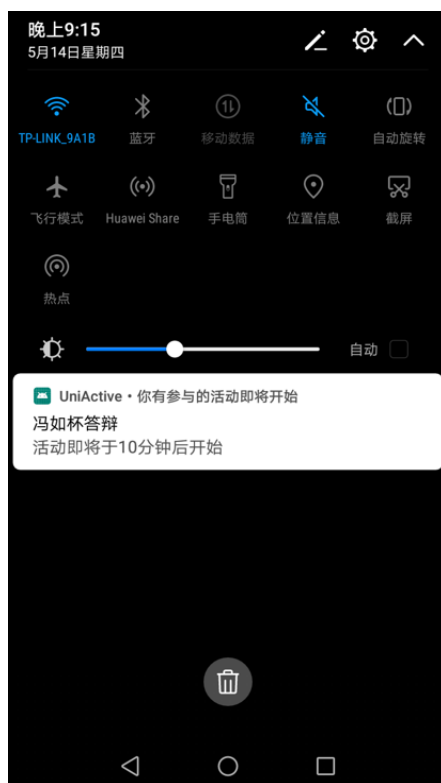 晚上9:15
5月14日星期四
TP-LINK_9A1B 蓝牙 移动数据 静音 自动旋转
飞行模式 Huawei Share 手电筒 位置信息 截屏
热点
自动
UniActive • 你有参与的活动即将开始
冯如杯答辩
活动即将于10分钟后开始